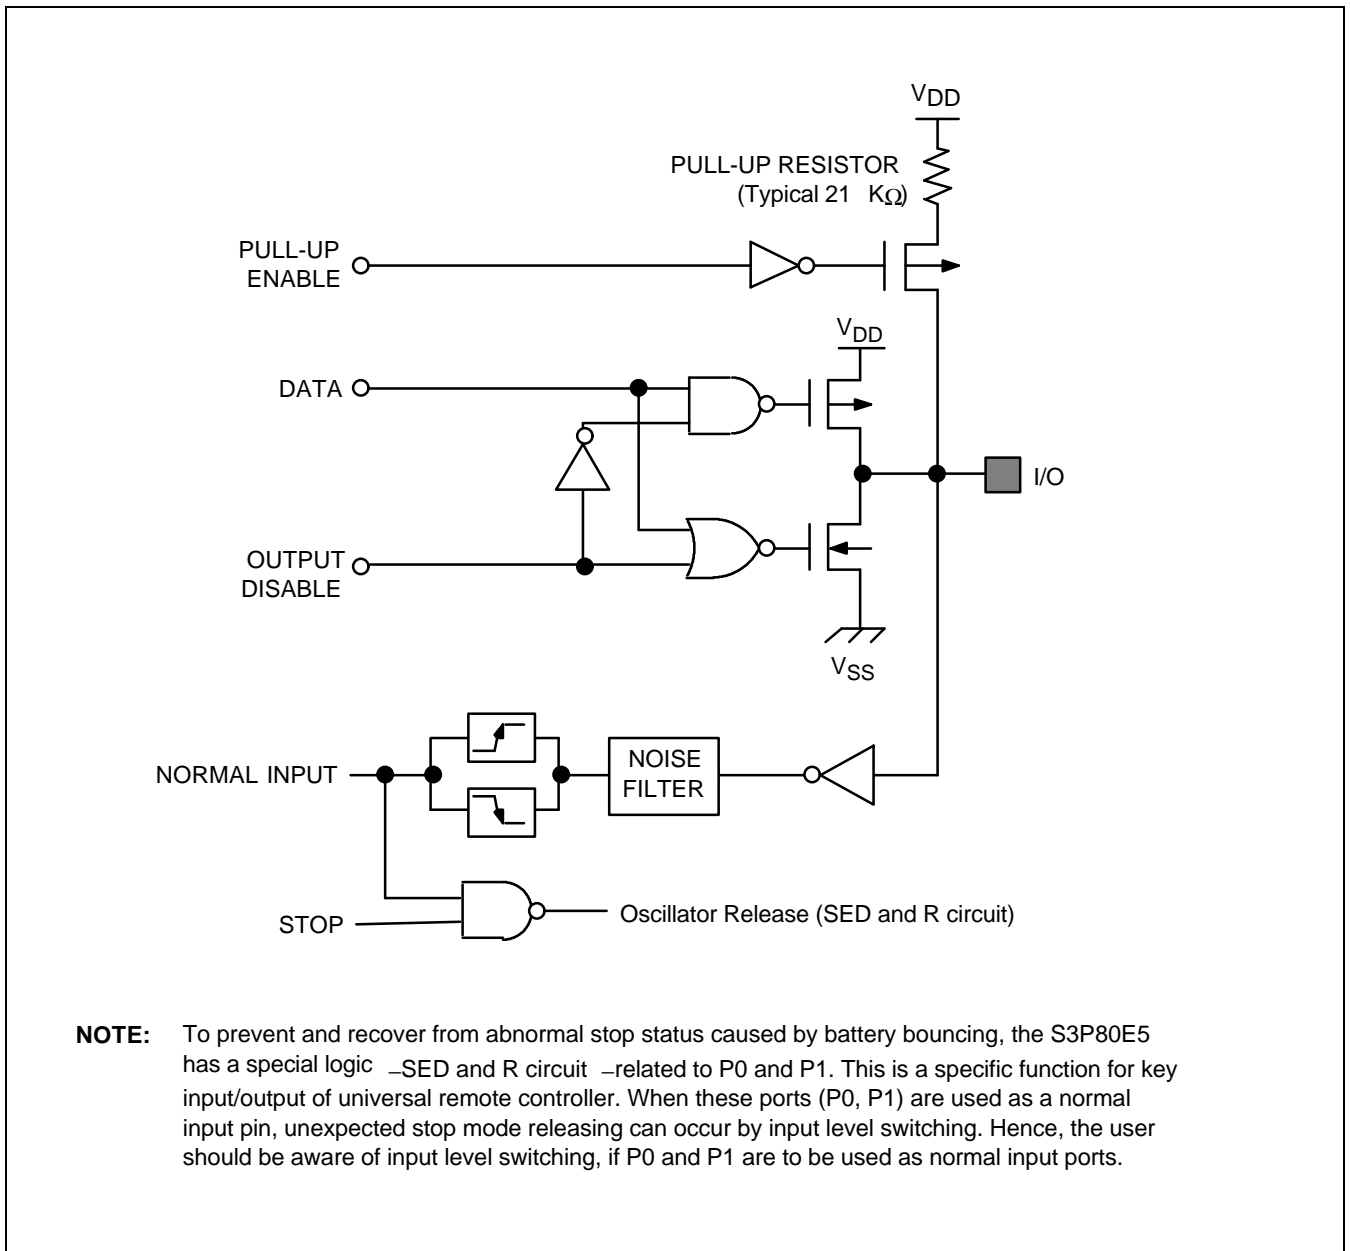 VDD
PULL-UP RESISTOR
(Typical 21 KΩ)
PULL-UP
ENABLE
VDD
DATA
I/O
OUTPUT
DISABLE
VSS
NORMAL INPUT
NOISE
FILTER
STOP
Oscillator Release (SED and R circuit)
NOTE: To prevent and recover from abnormal stop status caused by battery bouncing, the S3P80E5
has a special logic –SED and R circuit –related to P0 and P1. This is a specific function for key
input/output of universal remote controller. When these ports (P0, P1) are used as a normal
input pin, unexpected stop mode releasing can occur by input level switching. Hence, the user
should be aware of input level switching, if P0 and P1 are to be used as normal input ports.